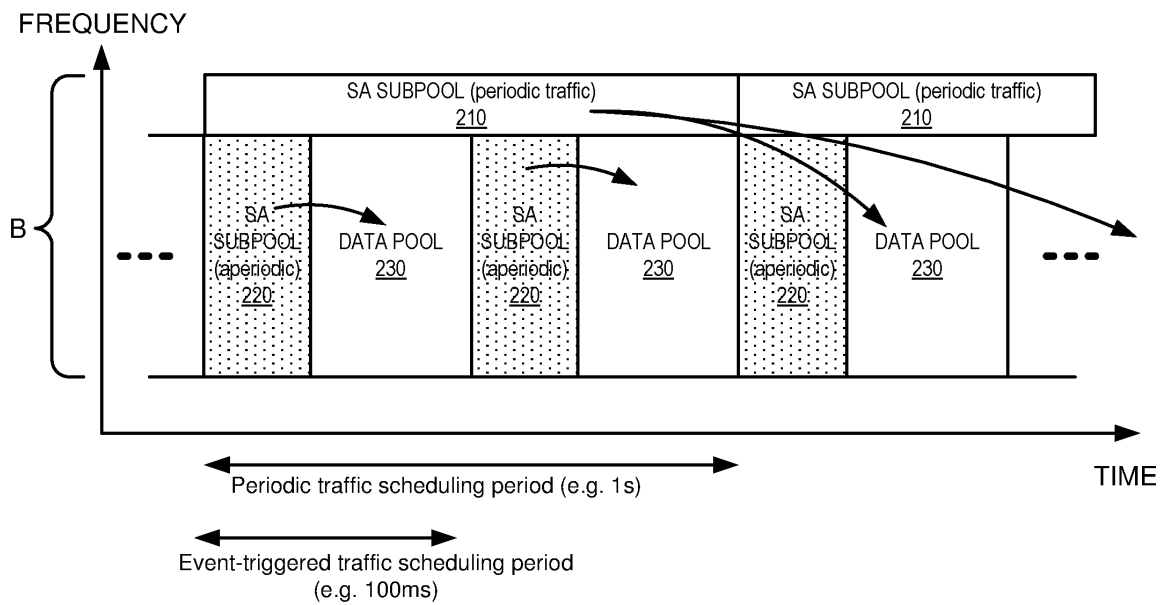 FREQUENCY
SA SUBPOOL (periodic traffic)
210
SA SUBPOOL (periodic traffic)
210
B
SA
SUBPOOL
(aperiodic)
220
DATA POOL
230
SA
SUBPOOL
(aperiodic)
220
DATA POOL
230
SA
SUBPOOL
(aperiodic)
220
DATA POOL
230
TIME
Periodic traffic scheduling period (e.g. 1s)
Event-triggered traffic scheduling period
(e.g. 100ms)